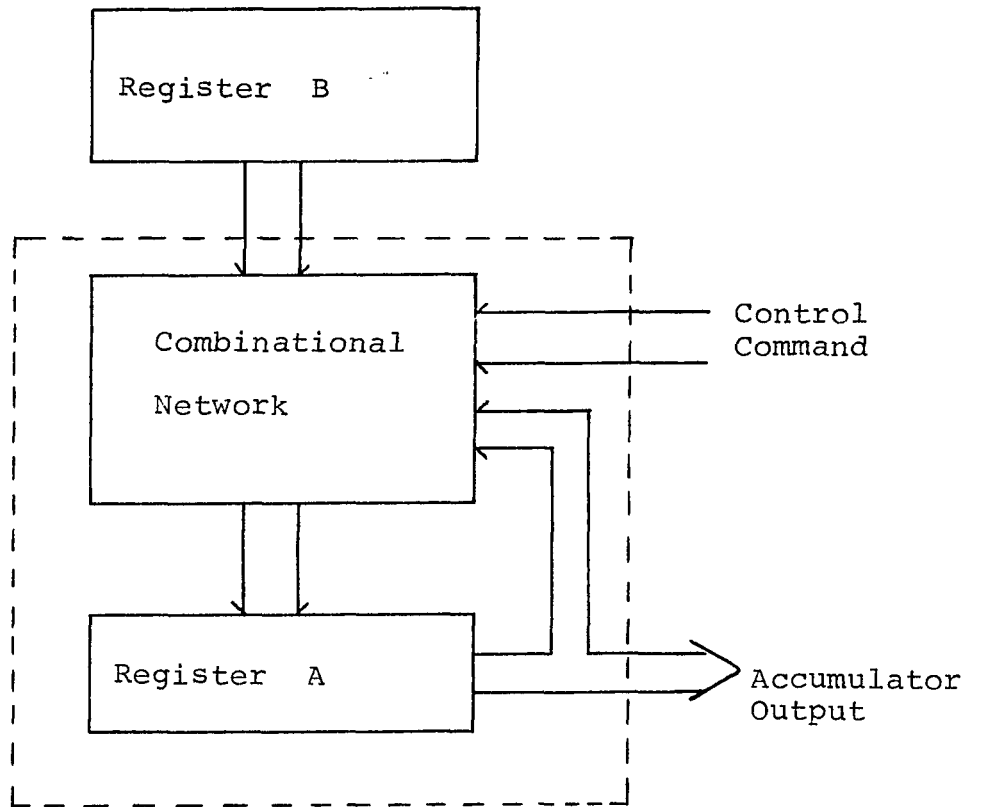 Register B
Combinational
Network
Control
Command
Register A
Accumulator
Output